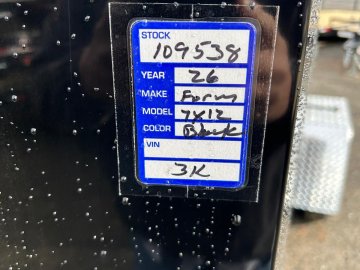 STOCK
109538
YEAR 26
MAKE Form
MODEL 7X12
COLOR Black
VIN
3K